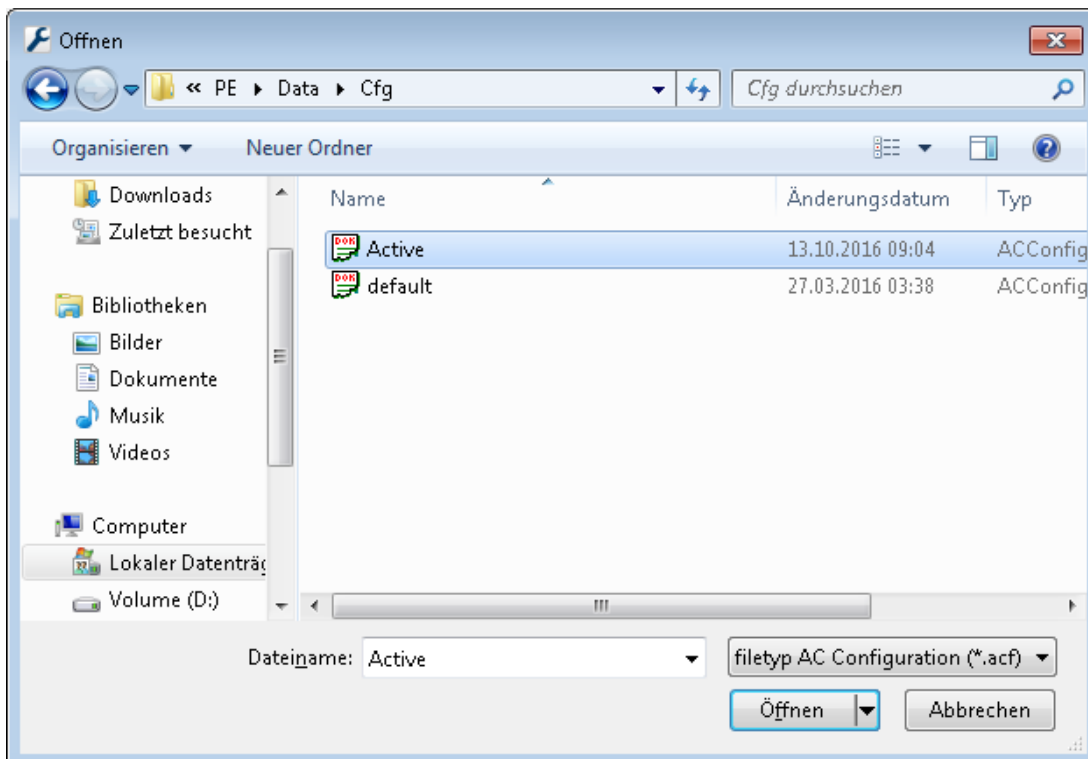 Öffnen
« PE ▸ Data ▸ Cfg
Cfg durchsuchen
Organisieren
Neuer Ordner
Downloads
Zuletzt besucht
Bibliotheken
Bilder
Dokumente
Musik
Videos
Computer
Lokaler Datenträg
Volume (D:)
Name Änderungsdatum Typ
DOK Active 13.10.2016 09:04 ACConfig
DOK default 27.03.2016 03:38 ACConfig
Dateiname: Active filetyp AC Configuration (*.acf)
Öffnen Abbrechen